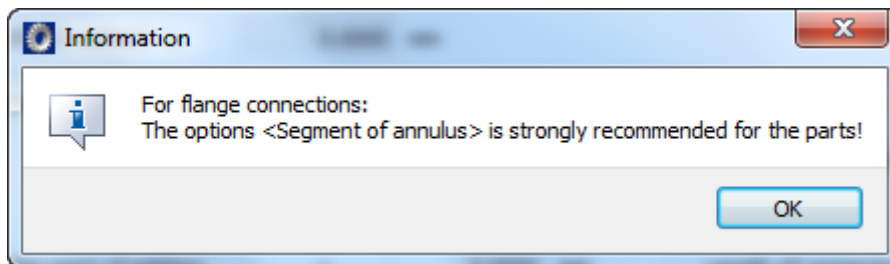 Information
For flange connections:
The options <Segment of annulus> is strongly recommended for the parts!
OK